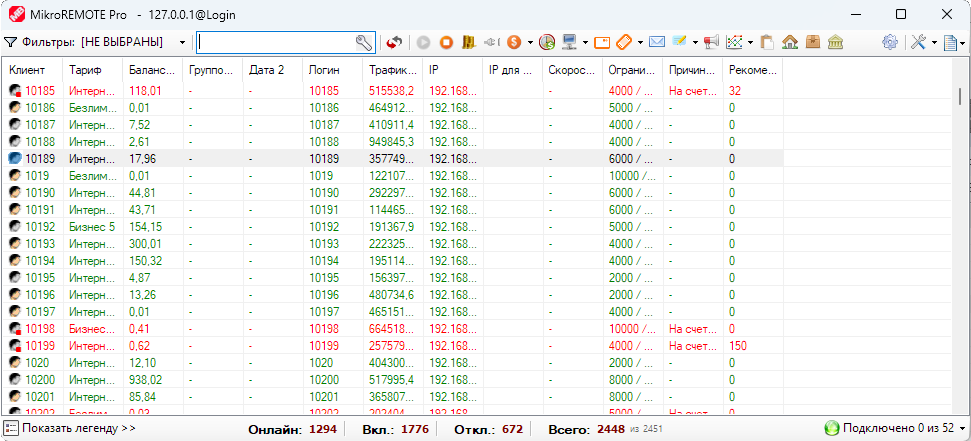 MikroREMOTE Pro - 127.0.0.1@Login
Фильтры: [НЕ ВЫБРАНЫ]
Клиент Тариф Баланс... Группо... Дата 2 Логин Трафик... IP IP для ... Скорос... Ограни... Причин... Рекоме...
10185 Интерн... 118,01 - - 10185 515538,2 192.168... - 4000 / ... На счет... 32
10186 Безлим... 0,01 - - 10186 464912... 192.168... - 5000 / ... - 0
10187 Интерн... 7,52 - - 10187 410911,4 192.168... - 4000 / ... - 0
10188 Интерн... 2,61 - - 10188 949845,3 192.168... - 4000 / ... - 0
10189 Интерн... 17,96 - - 10189 357749... 192.168... - 6000 / ... - 0
1019 Безлим... 0,01 - - 1019 122107... 192.168... - 10000 /... - 0
10190 Интерн... 44,81 - - 10190 292297... 192.168... - 6000 / ... - 0
10191 Интерн... 43,71 - - 10191 114465... 192.168... - 6000 / ... - 0
10192 Бизнес 5 154,15 - - 10192 191367,9 192.168... - 5000 / ... - 0
10193 Интерн... 300,01 - - 10193 222325... 192.168... - 4000 / ... - 0
10194 Интерн... 150,32 - - 10194 195114... 192.168... - 4000 / ... - 0
10195 Интерн... 4,87 - - 10195 156397... 192.168... - 2000 / ... - 0
10196 Интерн... 13,26 - - 10196 480734,6 192.168... - 2000 / ... - 0
10197 Интерн... 0,01 - - 10197 465151... 192.168... - 4000 / ... - 0
10198 Бизнес... 0,41 - - 10198 664518... 192.168... - 10000 /... На счет... 0
10199 Интерн... 0,62 - - 10199 257579... 192.168... - 4000 / ... На счет... 150
1020 Интерн... 12,10 - - 1020 404300... 192.168... - 2000 / ... - 0
10200 Интерн... 938,02 - - 10200 517995,4 192.168... - 8000 / ... - 0
10201 Интерн... 85,84 - - 10201 365807... 192.168... - 8000 / ... - 0
10202 Безлим... 0,03 - - 10202 202404... 192.168... - 5000 / ... На счет... 0
Показать легенду >> Онлайн: 1294 Вкл.: 1776 Откл.: 672 Всего: 2448 из 2451 Подключено 0 из 52